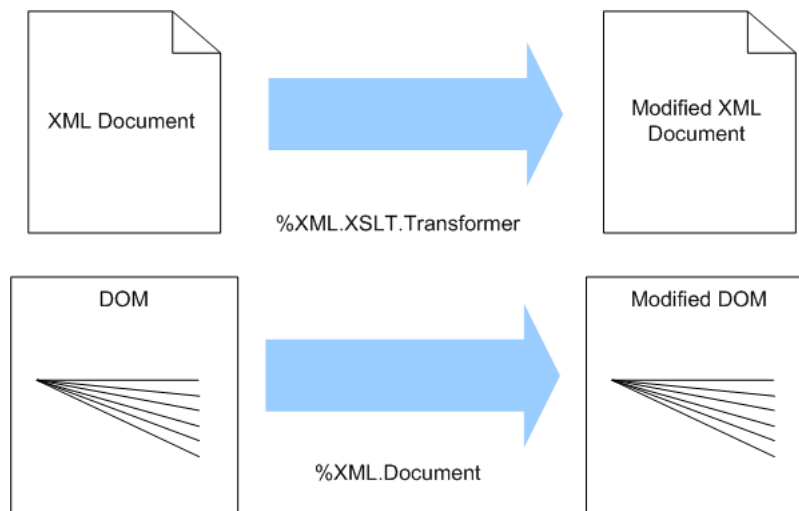 XML Document
Modified XML
Document
%XML.XSLT.Transformer
DOM
Modified DOM
%XML.Document